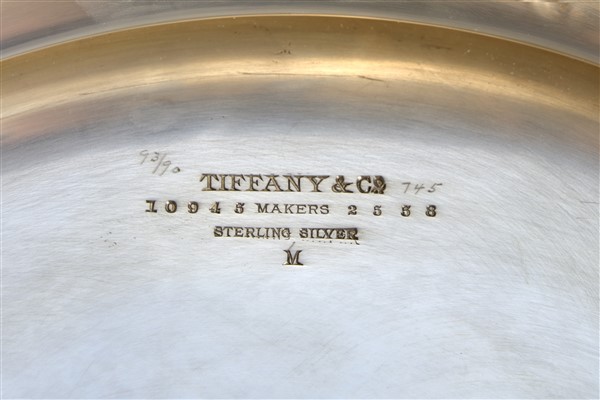 93/90
TIFFANY & Co 745
10945 MAKERS 2558
STERLING SILVER
M